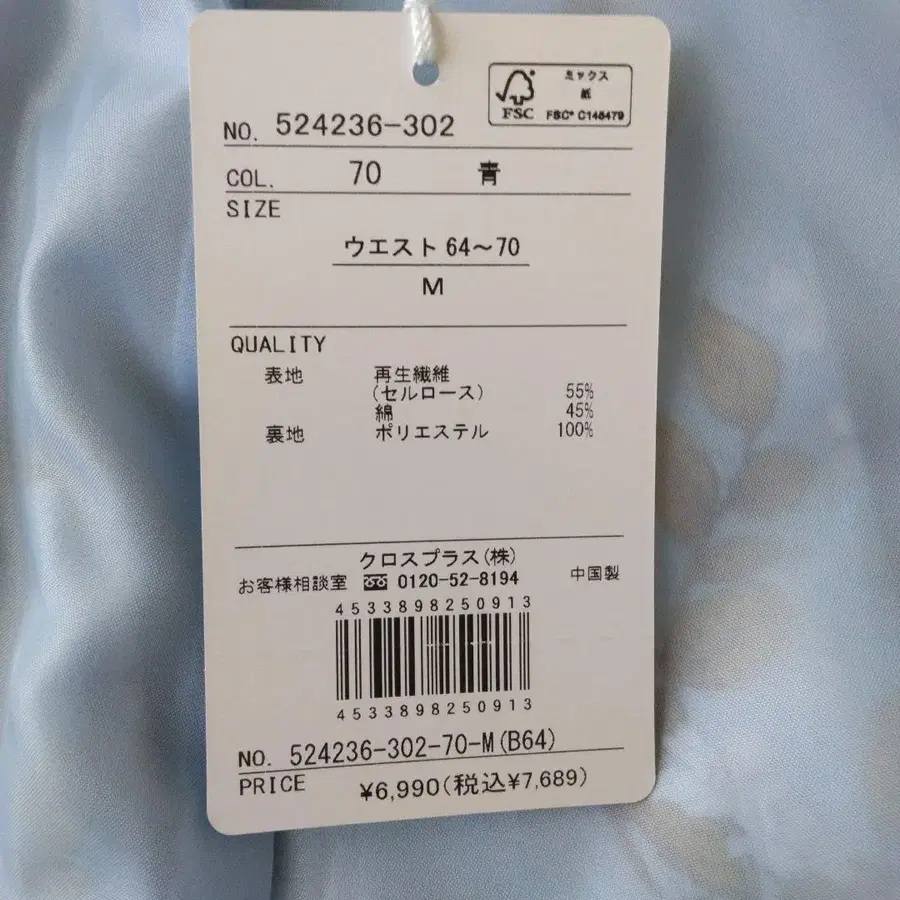 ミックス
紙
FSC
FSC® C148479
NO. 524236-302
COL. 70 青
SIZE
ウエスト 64〜70
M
QUALITY
表地 再生繊維
(セルロース) 55%
綿 45%
裏地 ポリエステル 100%
クロスプラス(株)
お客様相談室 0120-52-8194 中国製
4533898250913
4533898250913
NO. 524236-302-70-M(B64)
PRICE ¥6,990(税込¥7,689)